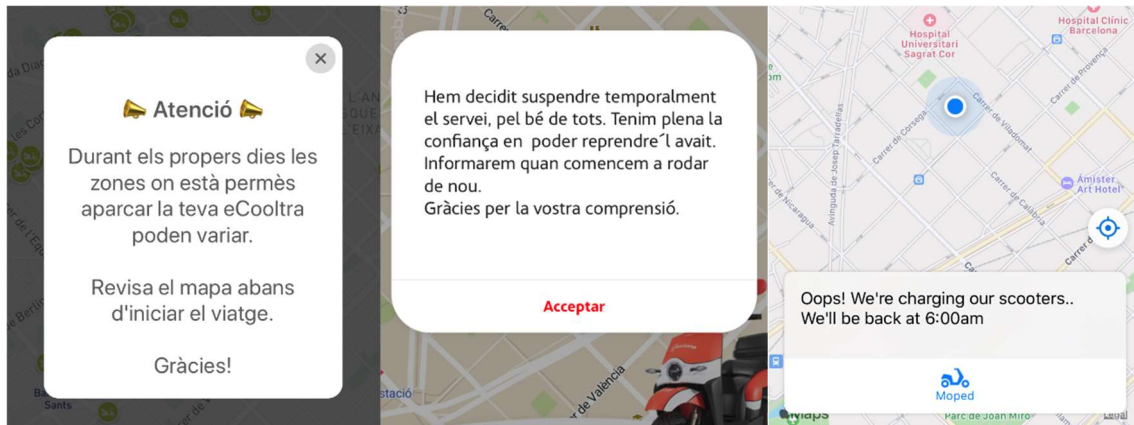 Atenció
Durant els propers dies les
zones on està permès
aparcar la teva eCooltra
poden variar.
Revisa el mapa abans
d'iniciar el viatge.
Gràcies!
Sants
Hem decidit suspendre temporalment
el servei, pel bé de tots. Tenim plena la
confiança en poder reprendre´l avait.
Informarem quan comencem a rodar
de nou.
Gràcies per la vostra comprensió.
Acceptar
stació
de València
Hospital
Universitari
Sagrat Cor
Hospital Clínic
Barcelona
Carrer de Provença
Carrer de Còrsega
Carrer de Viladomat
Avinguda de Josep Tarradellas
Carrer de Nicaragua
Carrer de Calàbria
Àmister
Art Hotel
Oops! We're charging our scooters..
We'll be back at 6:00am
Moped
Maps
Parc de Joan Miró
Legal